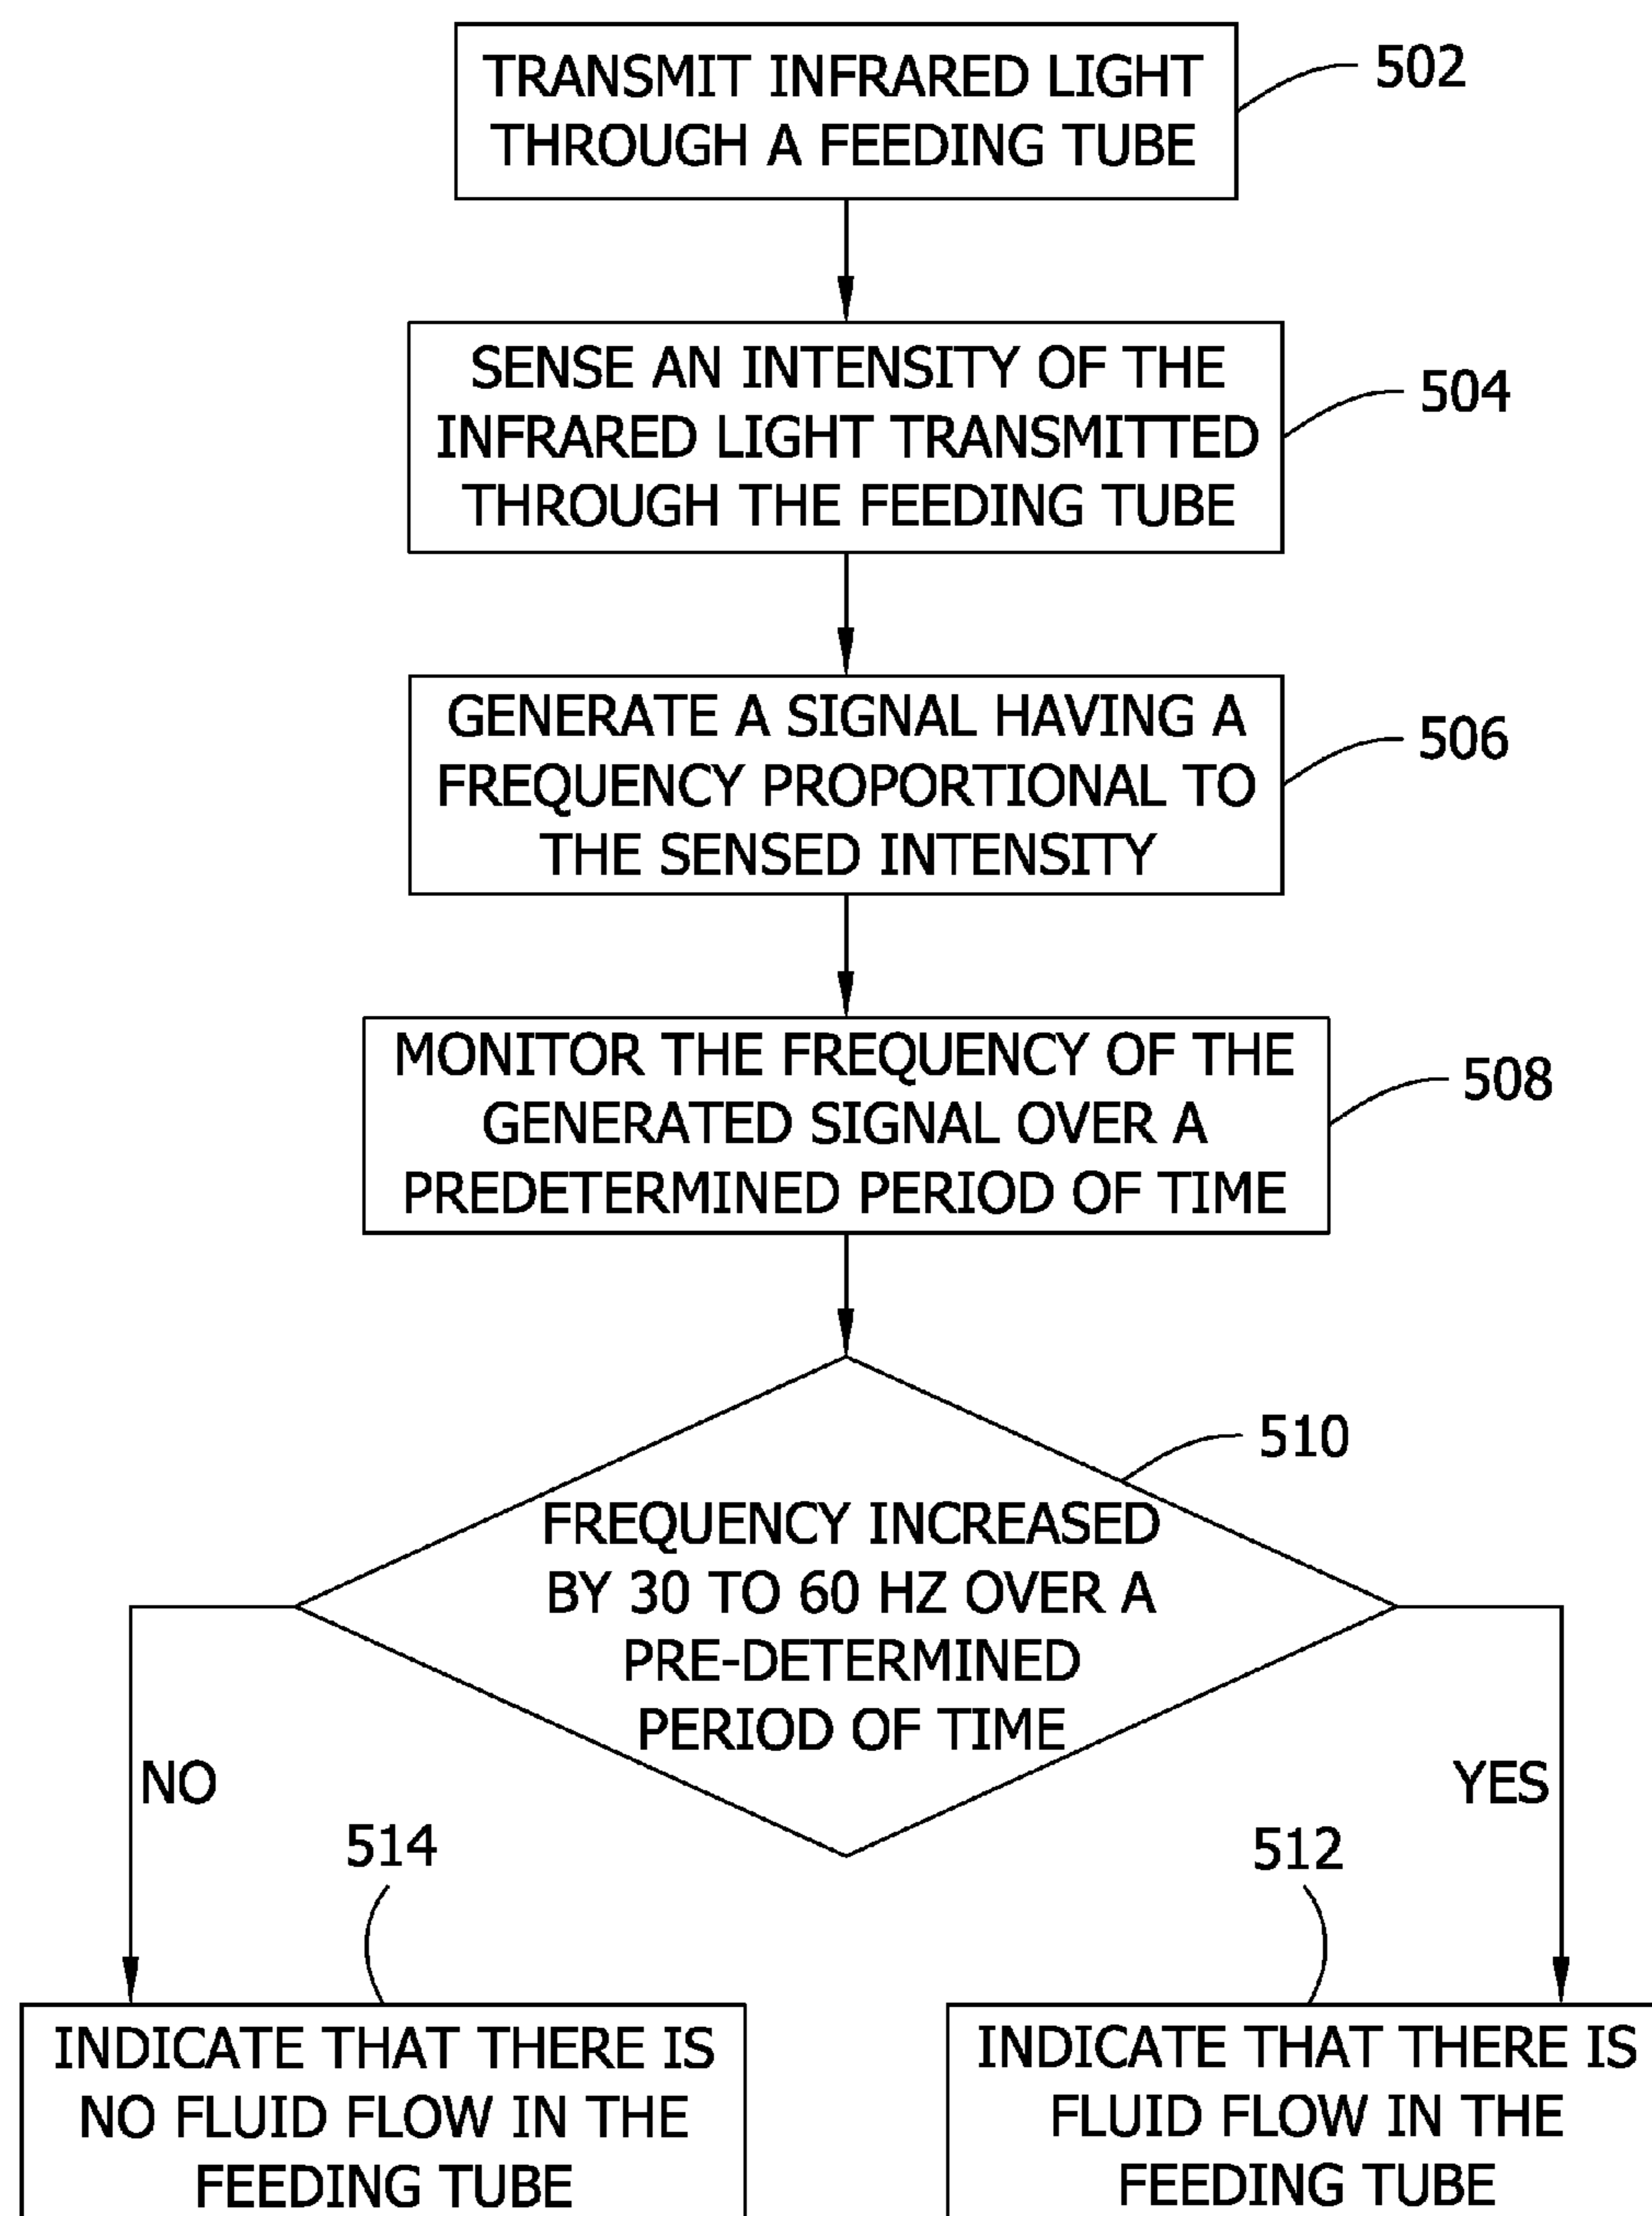 TRANSMIT INFRARED LIGHT
THROUGH A FEEDING TUBE
502
SENSE AN INTENSITY OF THE
INFRARED LIGHT TRANSMITTED
THROUGH THE FEEDING TUBE
504
GENERATE A SIGNAL HAVING A
FREQUENCY PROPORTIONAL TO
THE SENSED INTENSITY
506
MONITOR THE FREQUENCY OF THE
GENERATED SIGNAL OVER A
PREDETERMINED PERIOD OF TIME
508
FREQUENCY INCREASED
BY 30 TO 60 HZ OVER A
PRE-DETERMINED
PERIOD OF TIME
510
NO
YES
514
512
INDICATE THAT THERE IS
NO FLUID FLOW IN THE
FEEDING TUBE
INDICATE THAT THERE IS
FLUID FLOW IN THE
FEEDING TUBE